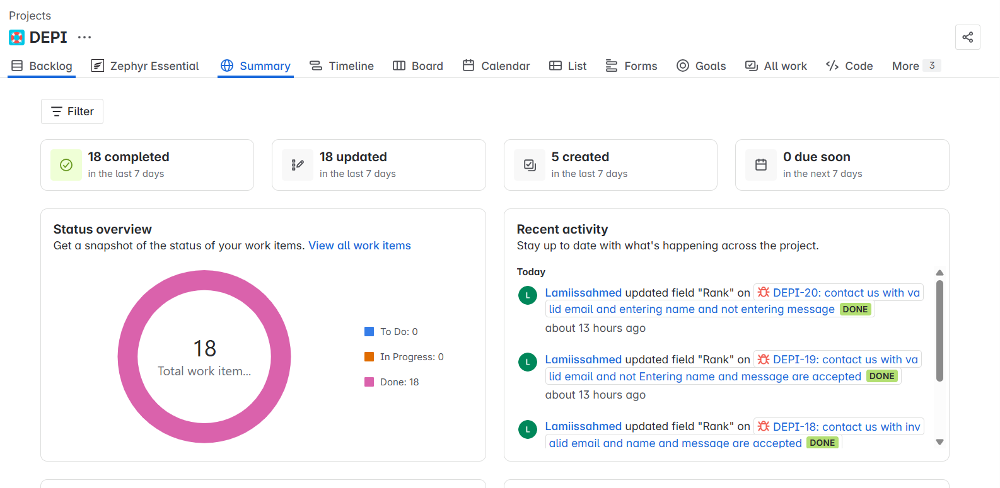 Projects
DEPI ...
Backlog Zephyr Essential Summary Timeline Board Calendar List Forms Goals All work Code More 3
Filter
18 completed
in the last 7 days
18 updated
in the last 7 days
5 created
in the last 7 days
0 due soon
in the next 7 days
Status overview
Get a snapshot of the status of your work items. View all work items
18
Total work item...
To Do: 0
In Progress: 0
Done: 18
Recent activity
Stay up to date with what's happening across the project.
Today
L
Lamiissahmed updated field "Rank" on DEPI-20: contact us with va
lid email and entering name and not entering message DONE
about 13 hours ago
L
Lamiissahmed updated field "Rank" on DEPI-19: contact us with va
lid email and not Entering name and message are accepted DONE
about 13 hours ago
L
Lamiissahmed updated field "Rank" on DEPI-18: contact us with inv
alid email and name and message are accepted DONE